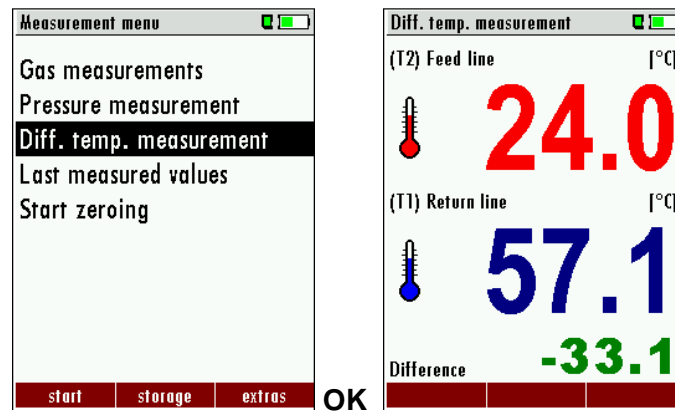 Measurement menu
Gas measurements
Pressure measurement
Diff. temp. measurement
Last measured values
Start zeroing
start storage extras
OK
Diff. temp. measurement
(T2) Feed line [°C]
24.0
(T1) Return line [°C]
57.1
Difference -33.1